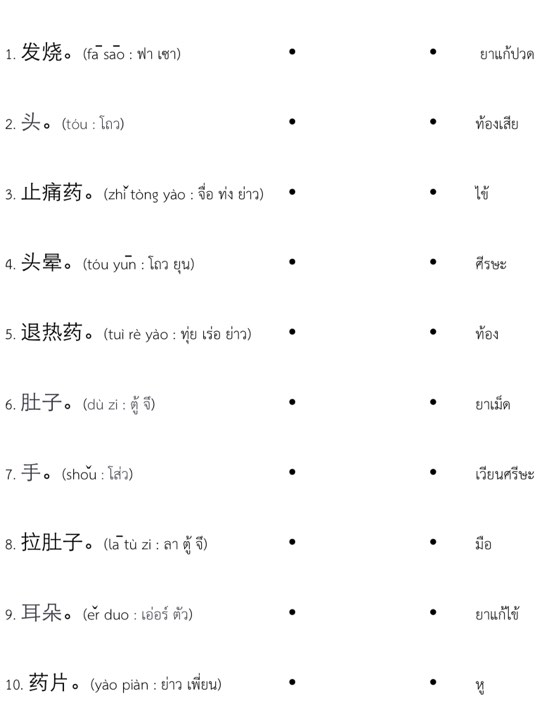 1. 发烧。 (fā sāo : ฟา เซา) • • ยาแก้ปวด
2. 头。 (tóu : โถว) • • ท้องเสีย
3. 止痛药。 (zhǐ tòng yào : จื่อ ท่ง ย่าว) • • ไข้
4. 头晕。 (tóu yūn : โถว ยุน) • • ศีรษะ
5. 退热药。 (tuì rè yào : ทุ่ย เร่อ ย่าว) • • ท้อง
6. 肚子。 (dù zi : ตู้ จึ) • • ยาเม็ด
7. 手。 (shǒu : โส่ว) • • เวียนศรีษะ
8. 拉肚子。 (lā tù zi : ลา ตู้ จึ) • • มือ
9. 耳朵。 (ěr duo : เอ่อร์ ตัว) • • ยาแก้ไข้
10. 药片。 (yào piàn : ย่าว เพี่ยน) • • หู